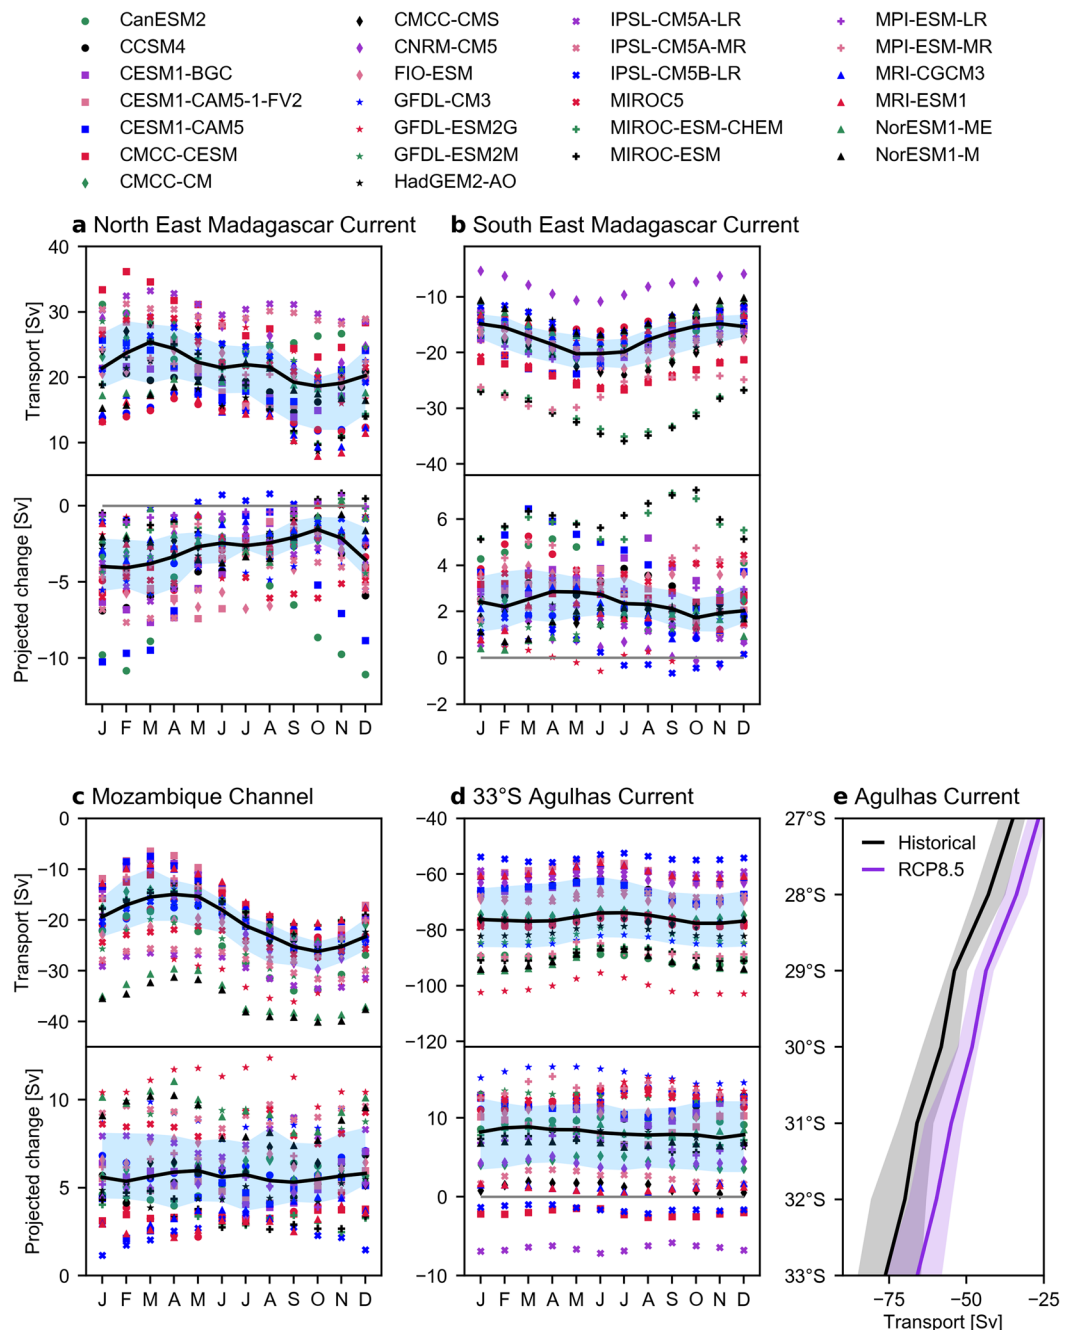 CanESM2
CCSM4
CESM1-BGC
CESM1-CAM5-1-FV2
CESM1-CAM5
CMCC-CESM
CMCC-CM
CMCC-CMS
CNRM-CM5
FIO-ESM
GFDL-CM3
GFDL-ESM2G
GFDL-ESM2M
HadGEM2-AO
IPSL-CM5A-LR
IPSL-CM5A-MR
IPSL-CM5B-LR
MIROC5
MIROC-ESM-CHEM
MIROC-ESM
MPI-ESM-LR
MPI-ESM-MR
MRI-CGCM3
MRI-ESM1
NorESM1-ME
NorESM1-M
a North East Madagascar Current
Transport [Sv]
40
30
20
10
Projected change [Sv]
0
−5
−10
J F M A M J J A S O N D
b South East Madagascar Current
−10
−20
−30
−40
6
4
2
0
−2
J F M A M J J A S O N D
c Mozambique Channel
Transport [Sv]
0
−10
−20
−30
−40
Projected change [Sv]
10
5
0
J F M A M J J A S O N D
d 33°S Agulhas Current
−40
−60
−80
−100
−120
10
0
−10
J F M A M J J A S O N D
e Agulhas Current
Historical
RCP8.5
27°S
28°S
29°S
30°S
31°S
32°S
33°S
−75 −50 −25
Transport [Sv]